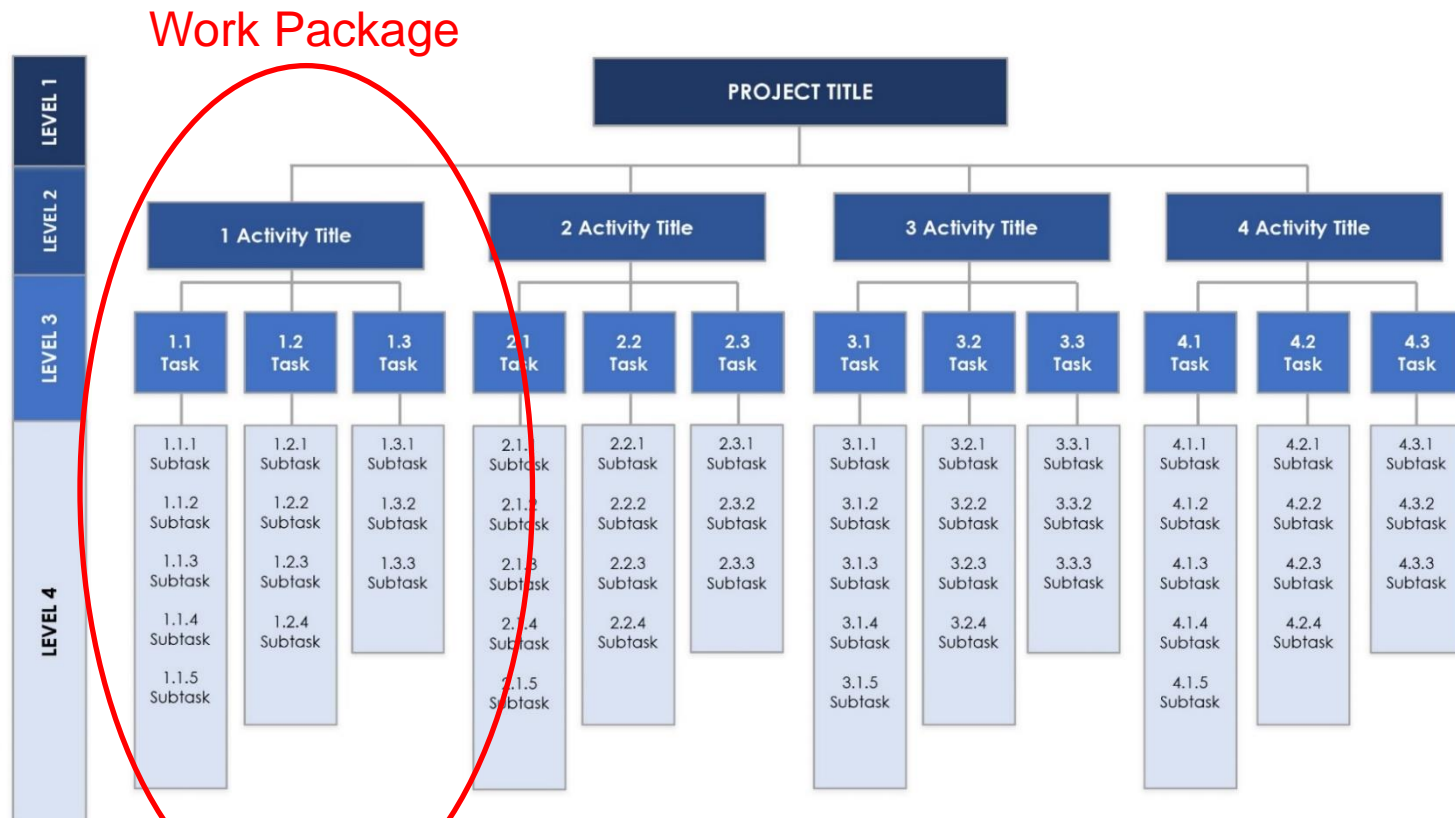 Work Package
LEVEL 1
PROJECT TITLE
LEVEL 2
1 Activity Title
2 Activity Title
3 Activity Title
4 Activity Title
LEVEL 3
1.1
Task
1.2
Task
1.3
Task
2.1
Task
2.2
Task
2.3
Task
3.1
Task
3.2
Task
3.3
Task
4.1
Task
4.2
Task
4.3
Task
LEVEL 4
1.1.1
Subtask
1.1.2
Subtask
1.1.3
Subtask
1.1.4
Subtask
1.1.5
Subtask
1.2.1
Subtask
1.2.2
Subtask
1.2.3
Subtask
1.2.4
Subtask
1.3.1
Subtask
1.3.2
Subtask
1.3.3
Subtask
2.1.1
Subtask
2.1.2
Subtask
2.1.3
Subtask
2.1.4
Subtask
2.1.5
Subtask
2.2.1
Subtask
2.2.2
Subtask
2.2.3
Subtask
2.2.4
Subtask
2.3.1
Subtask
2.3.2
Subtask
2.3.3
Subtask
3.1.1
Subtask
3.1.2
Subtask
3.1.3
Subtask
3.1.4
Subtask
3.1.5
Subtask
3.2.1
Subtask
3.2.2
Subtask
3.2.3
Subtask
3.2.4
Subtask
3.3.1
Subtask
3.3.2
Subtask
3.3.3
Subtask
4.1.1
Subtask
4.1.2
Subtask
4.1.3
Subtask
4.1.4
Subtask
4.1.5
Subtask
4.2.1
Subtask
4.2.2
Subtask
4.2.3
Subtask
4.2.4
Subtask
4.3.1
Subtask
4.3.2
Subtask
4.3.3
Subtask